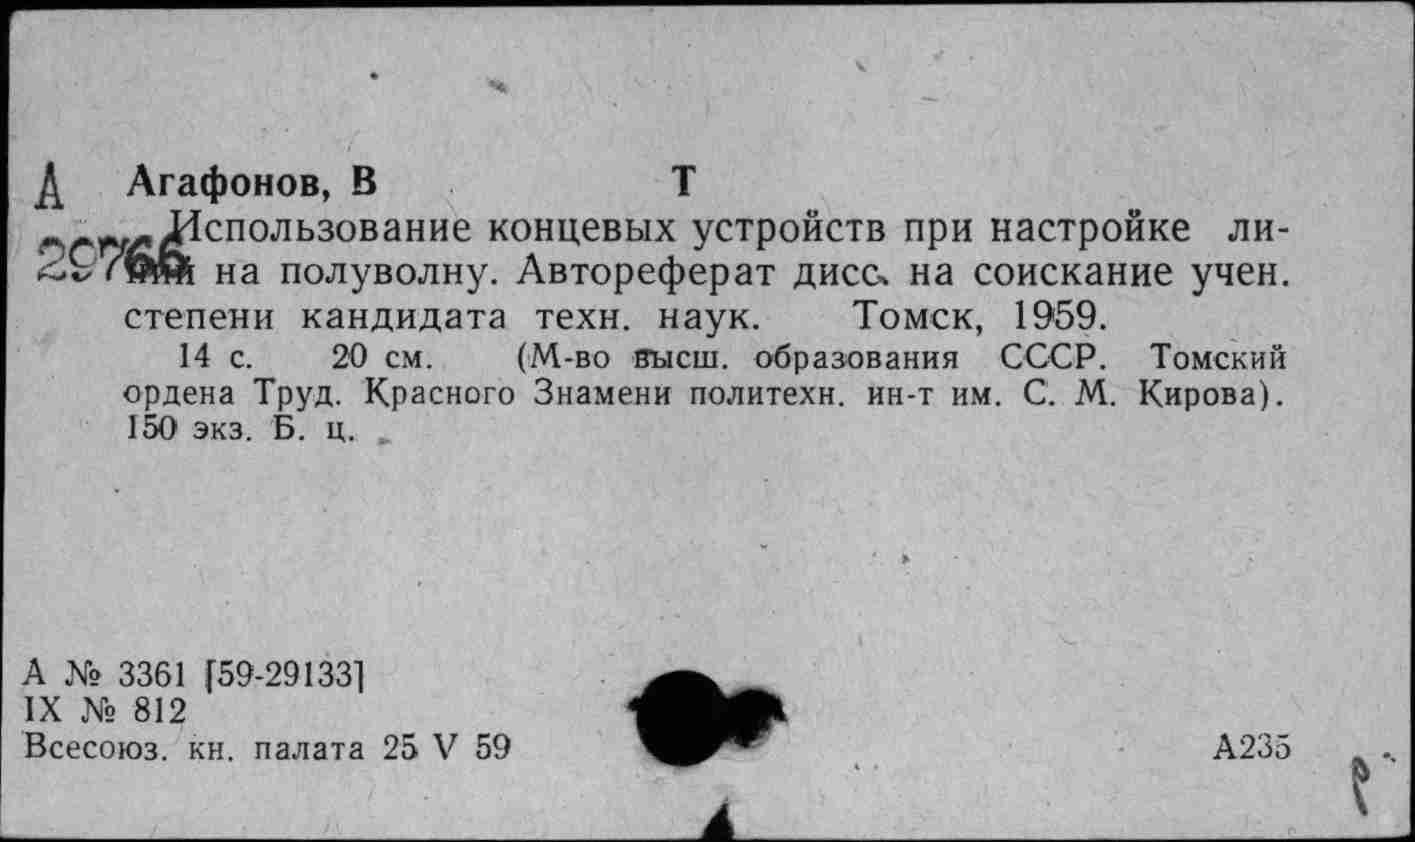 А Агафонов, В Т
Использование концевых устройств при настройке ли-
на полуволну. Автореферат дисс. на соискание учен.
степени кандидата техн. наук. Томск, 1959.
14 с. 20 см. (М-во высш. образования СССР. Томский
ордена Труд. Красного Знамени политехн. ин-т им. С. М. Кирова).
150 экз. Б. ц.
А № 3361 [59-29133]
IX № 812
Всесоюз. кн. палата 25 V 59
А235